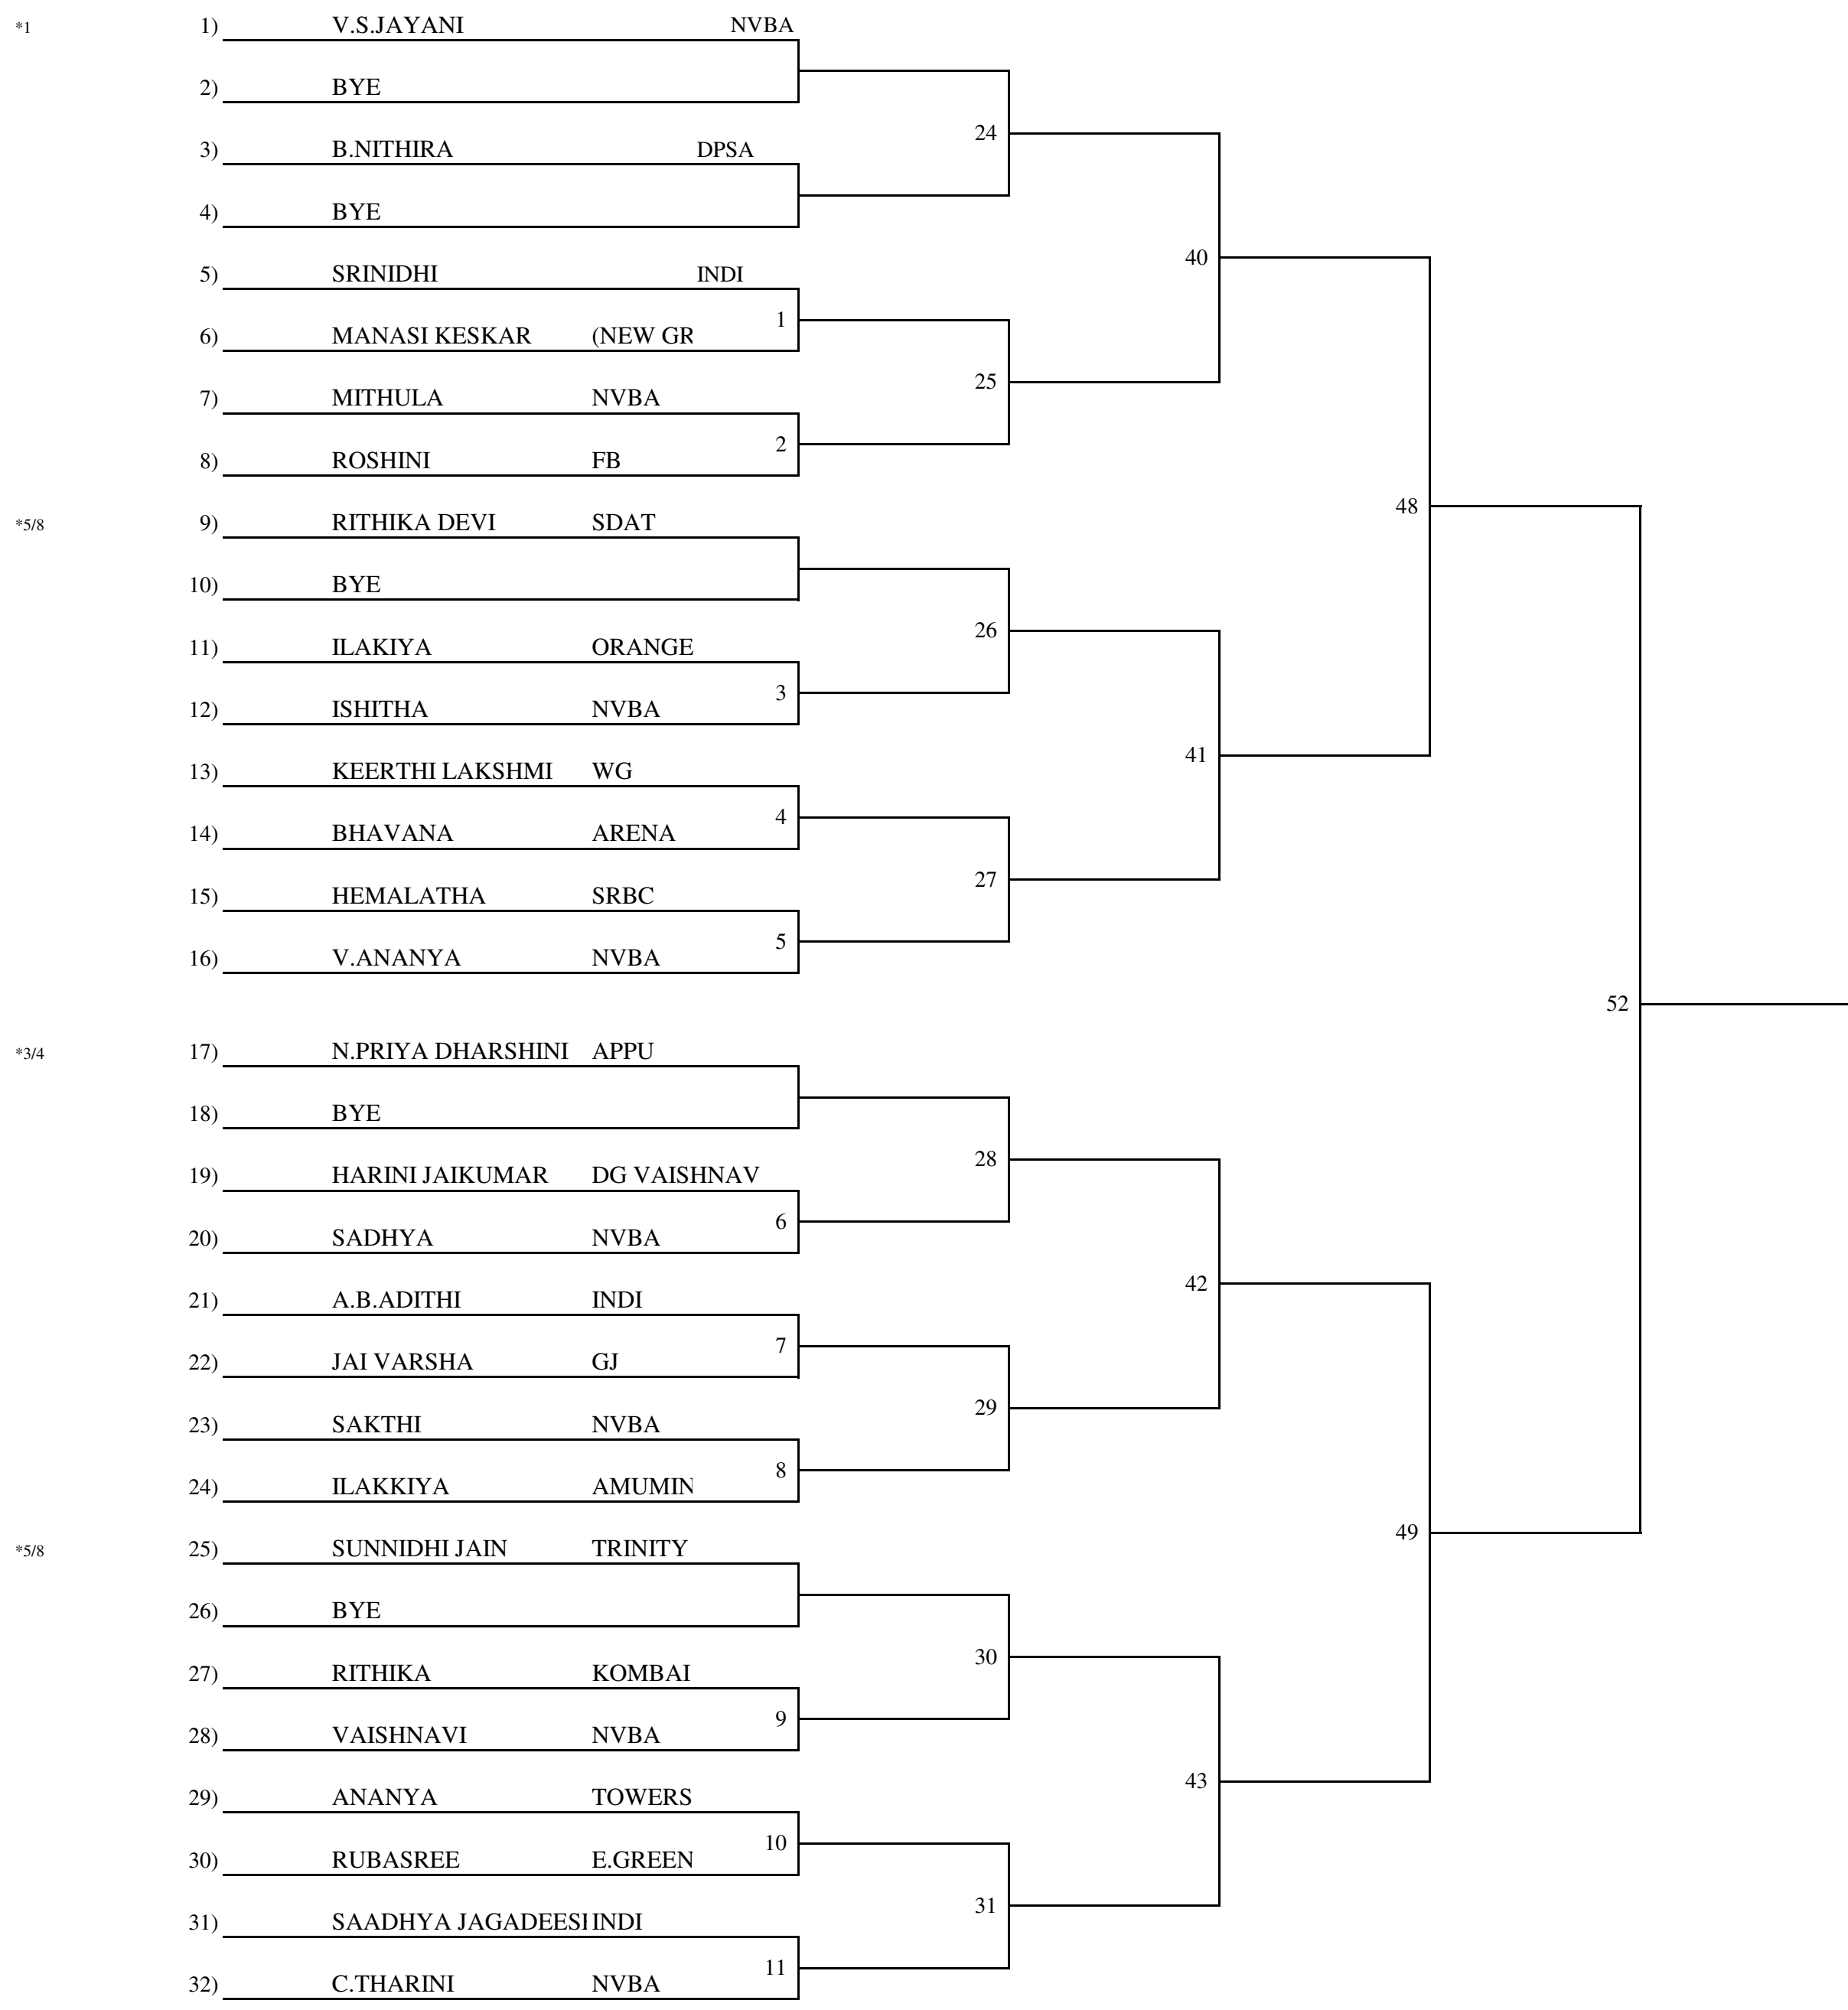 *1 1) V.S.JAYANI NVBA
2) BYE
24
3) B.NITHIRA DPSA
4) BYE
40
5) SRINIDHI INDI
1
6) MANASI KESKAR (NEW GR
25
7) MITHULA NVBA
2
8) ROSHINI FB
48
*5/8 9) RITHIKA DEVI SDAT
10) BYE
26
11) ILAKIYA ORANGE
3
12) ISHITHA NVBA
41
13) KEERTHI LAKSHMI WG
4
14) BHAVANA ARENA
27
15) HEMALATHA SRBC
5
16) V.ANANYA NVBA
52
*3/4 17) N.PRIYA DHARSHINI APPU
18) BYE
28
19) HARINI JAIKUMAR DG VAISHNAV
6
20) SADHYA NVBA
42
21) A.B.ADITHI INDI
7
22) JAI VARSHA GJ
29
23) SAKTHI NVBA
8
24) ILAKKIYA AMUMIN
49
*5/8 25) SUNNIDHI JAIN TRINITY
26) BYE
30
27) RITHIKA KOMBAI
9
28) VAISHNAVI NVBA
43
29) ANANYA TOWERS
10
30) RUBASREE E.GREEN
31
31) SAADHYA JAGADEESI INDI
11
32) C.THARINI NVBA